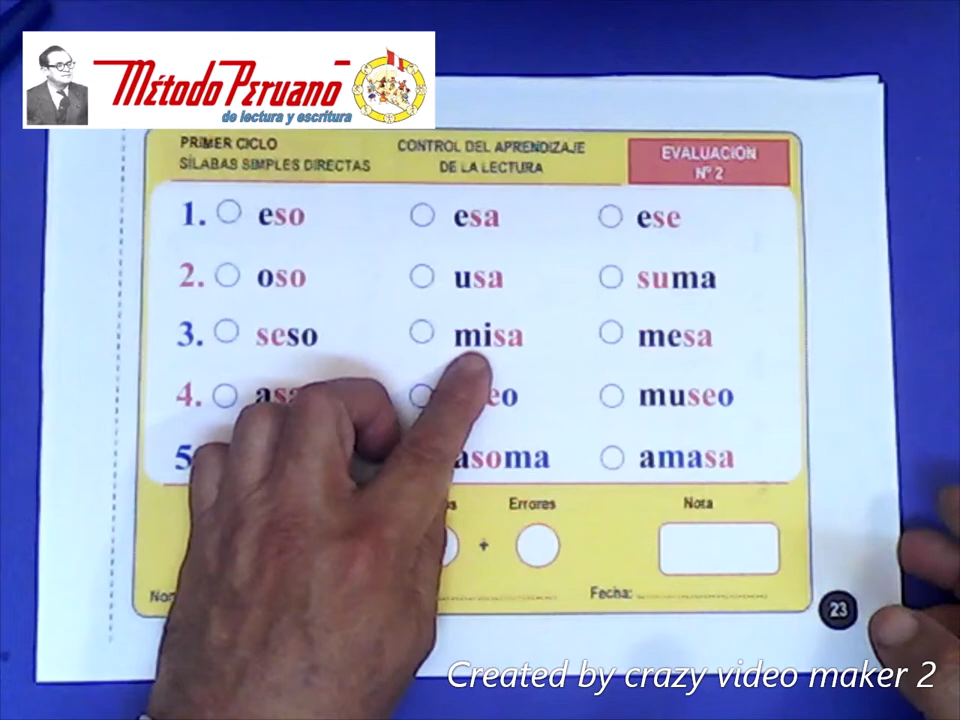 Método Peruano
de lectura y escritura
PRIMER CICLO
SÍLABAS SIMPLES DIRECTAS
CONTROL DEL APRENDIZAJE
DE LA LECTURA
EVALUACIÓN
Nº 2
1. eso esa ese
2. oso usa suma
3. seso misa mesa
4. museo
5 asoma amasa
Errores Nota
+
Fecha:
23
Created by crazy video maker 2